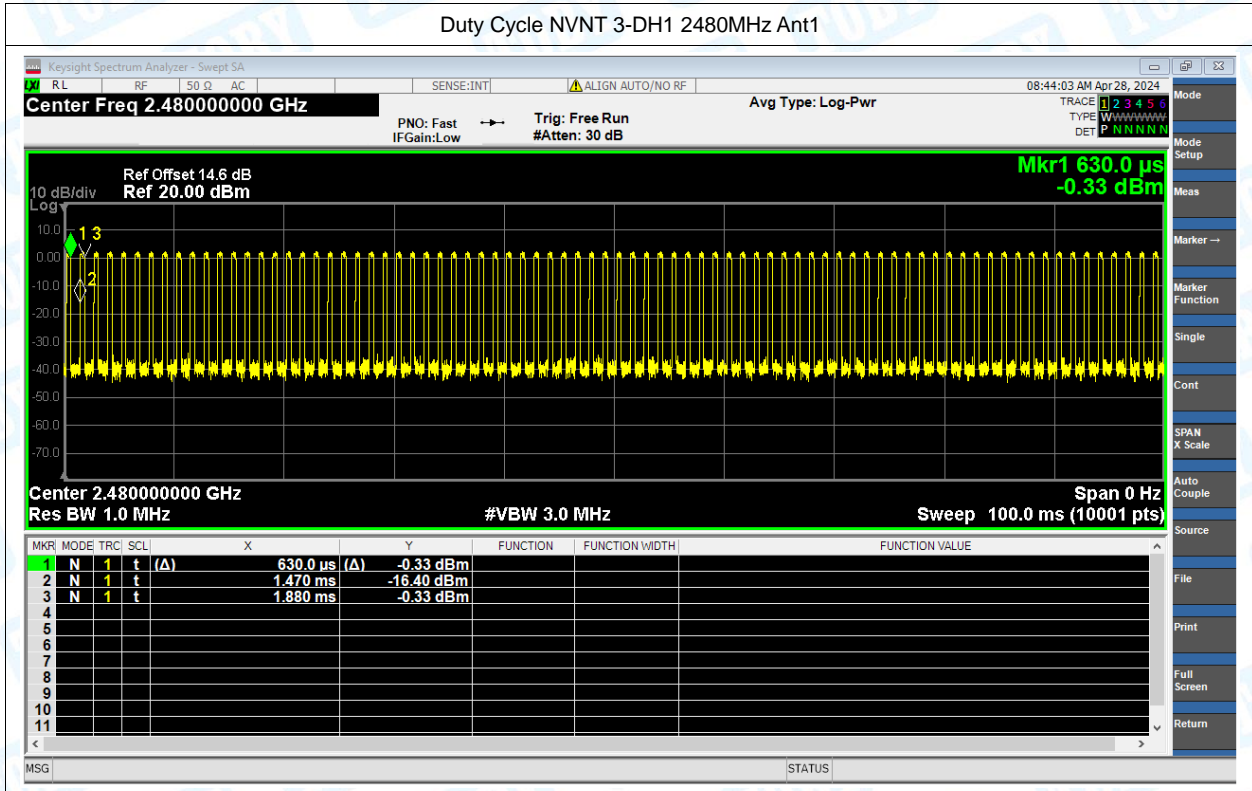 Duty Cycle NVNT 3-DH1 2480MHz Ant1
Keysight Spectrum Analyzer - Swept SA
LXI RL RF 50 Ω AC SENSE:INT ALIGN AUTO/NO RF 08:44:03 AM Apr 28, 2024
Center Freq 2.480000000 GHz Avg Type: Log-Pwr TRACE 1 2 3 4 5 6
PNO: Fast Trig: Free Run TYPE WWWWWW
IFGain:Low #Atten: 30 dB DET P N N N N N
Mkr1 630.0 µs
Ref Offset 14.6 dB
10 dB/div Ref 20.00 dBm -0.33 dBm
Log
10.0
0.00
-10.0
-20.0
-30.0
-40.0
-50.0
-60.0
-70.0
1 3
2
Center 2.480000000 GHz Span 0 Hz
Res BW 1.0 MHz #VBW 3.0 MHz Sweep 100.0 ms (10001 pts)
MKR MODE TRC SCL X Y FUNCTION FUNCTION WIDTH FUNCTION VALUE
1 N 1 t (Δ) 630.0 µs (Δ) -0.33 dBm
2 N 1 t 1.470 ms -16.40 dBm
3 N 1 t 1.880 ms -0.33 dBm
4
5
6
7
8
9
10
11
MSG STATUS
Mode
Mode
Setup
Meas
Marker→
Marker
Function
Single
Cont
SPAN
X Scale
Auto
Couple
Source
File
Print
Full
Screen
Return